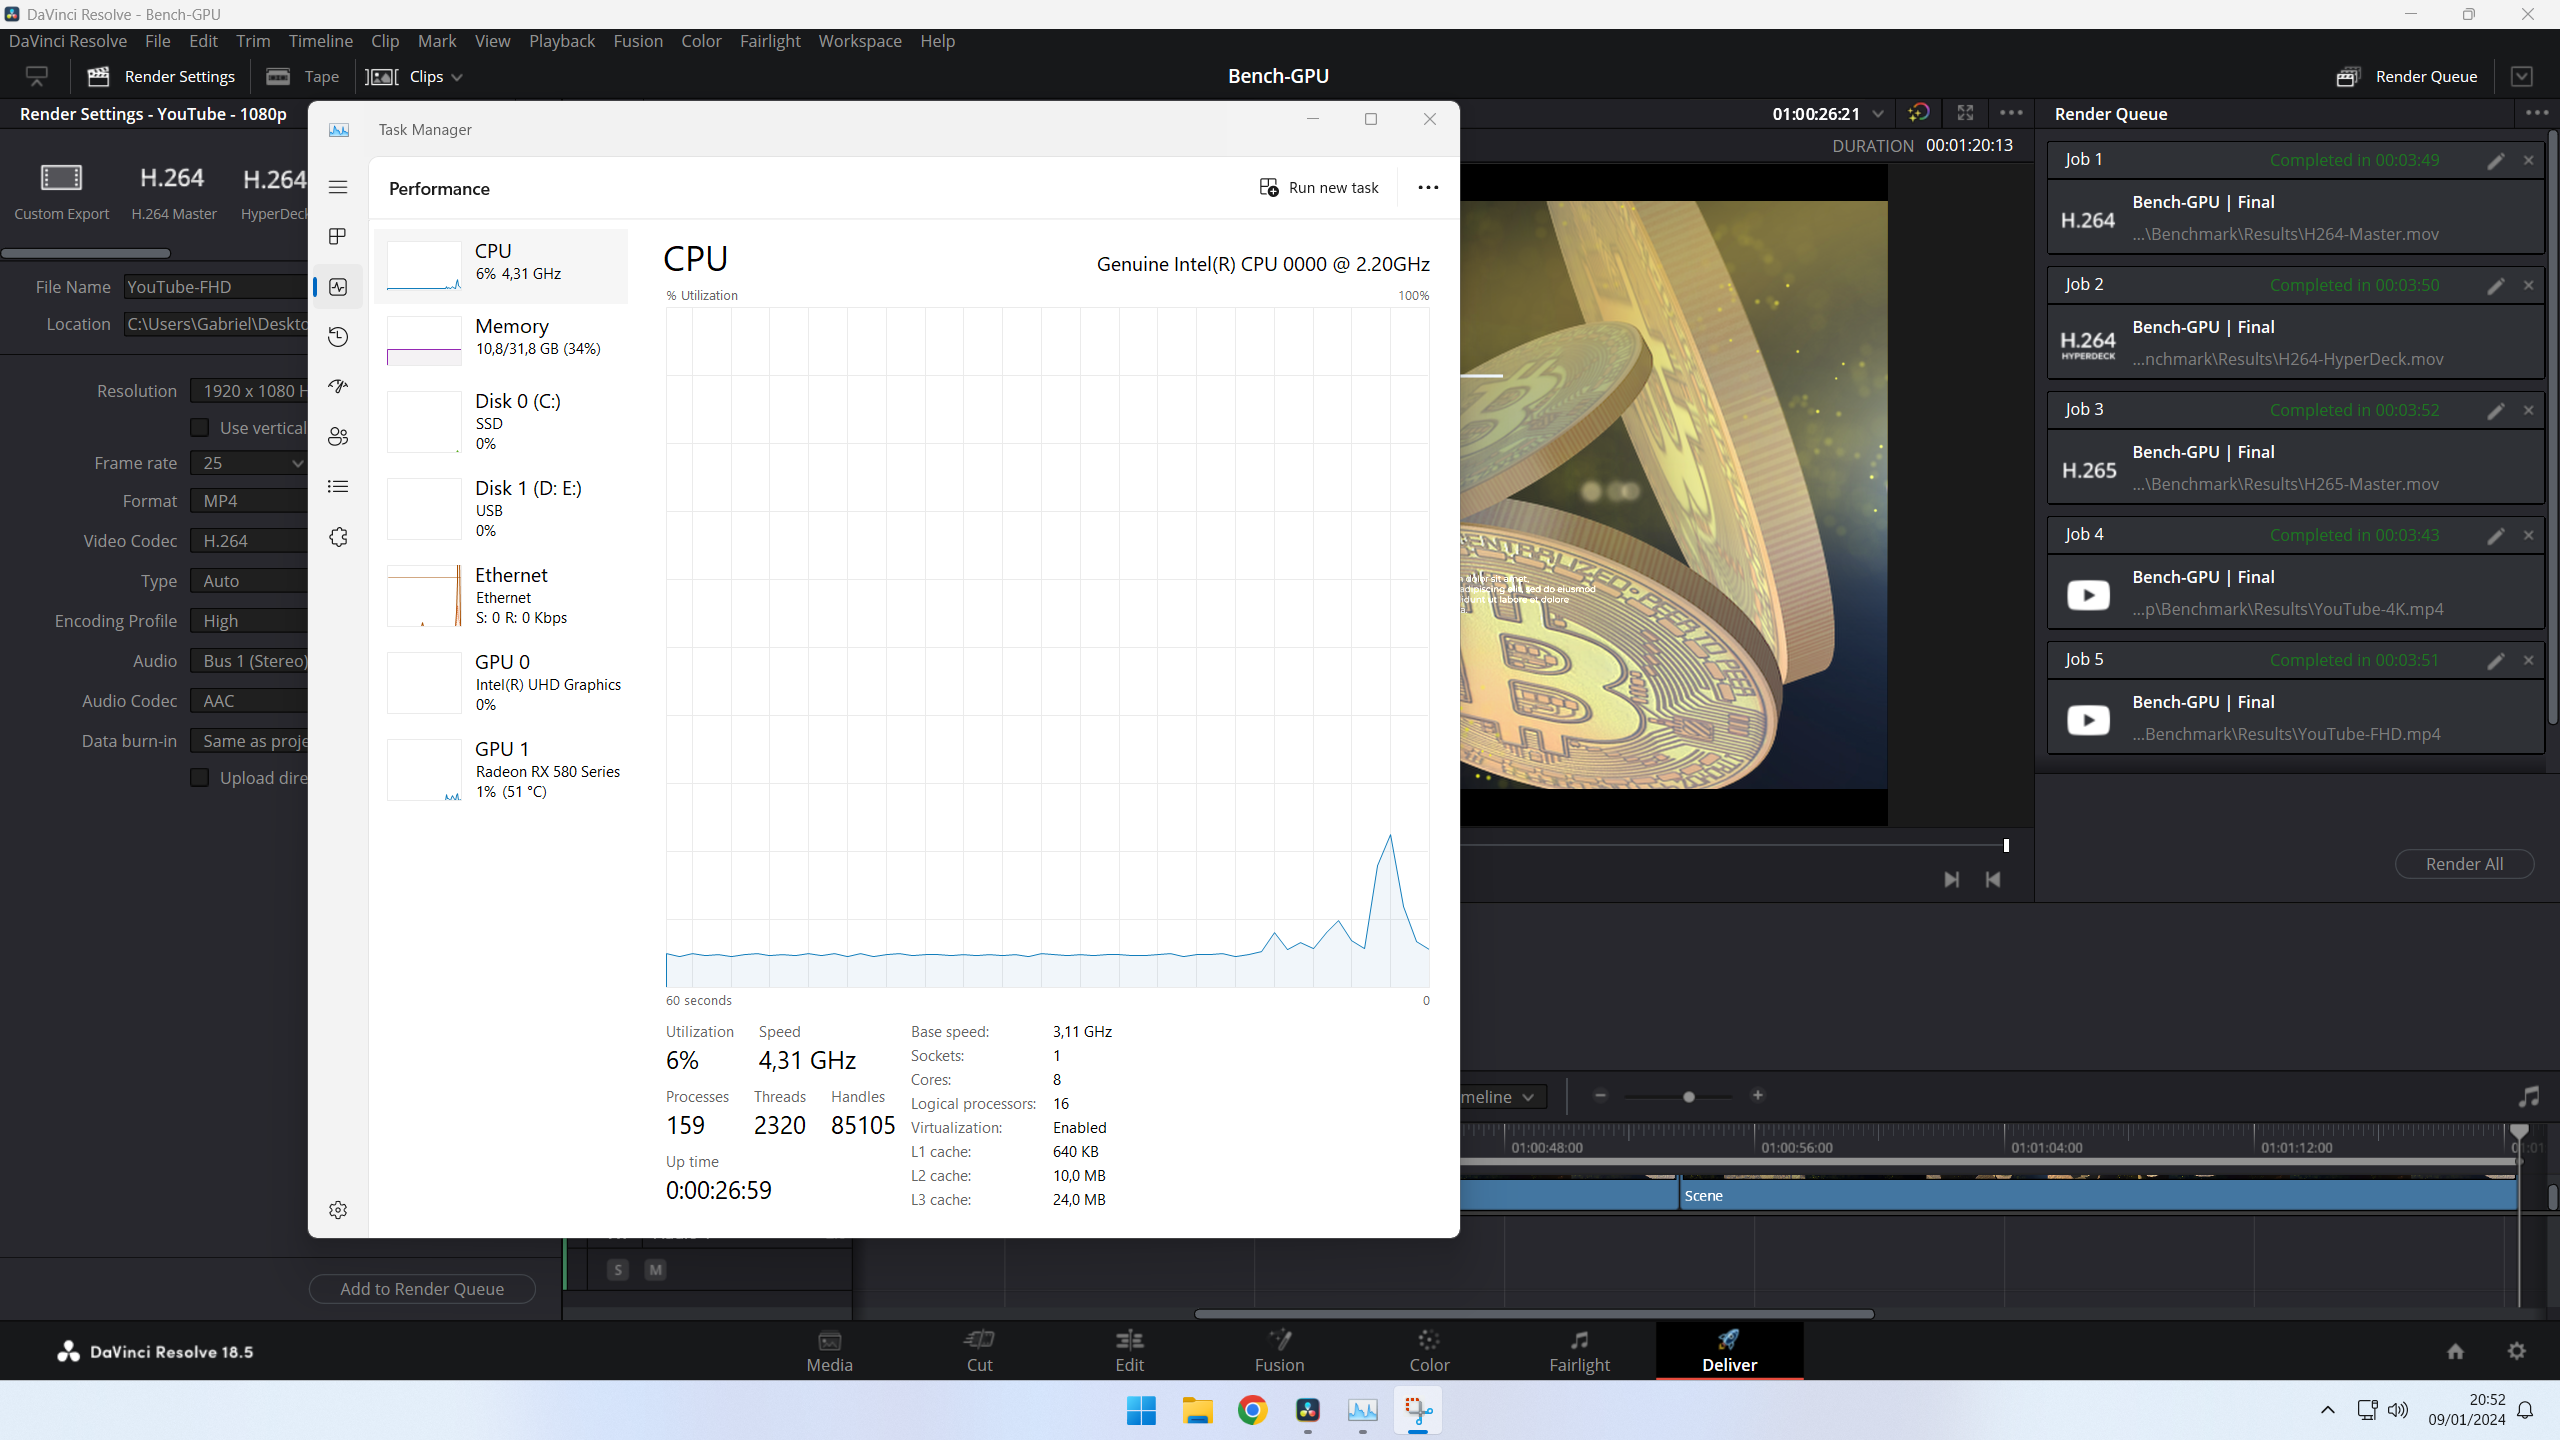 DaVinci Resolve - Bench-GPU
DaVinci Resolve File Edit Trim Timeline Clip Mark View Playback Fusion Color Fairlight Workspace Help
Render Settings Tape Clips
Bench-GPU
Render Queue
Render Settings - YouTube - 1080p
Custom Export
H.264
H.264 Master
H.264
HyperDeck
File Name YouTube-FHD
Location C:\Users\Gabriel\Deskto
Resolution 1920 x 1080 H
Use vertical
Frame rate 25
Format MP4
Video Codec H.264
Type Auto
Encoding Profile High
Audio Bus 1 (Stereo)
Audio Codec AAC
Data burn-in Same as proje
Upload dire
Add to Render Queue
Task Manager
Performance
Run new task
CPU
6% 4,31 GHz
Memory
10,8/31,8 GB (34%)
Disk 0 (C:)
SSD
0%
Disk 1 (D: E:)
USB
0%
Ethernet
Ethernet
S: 0 R: 0 Kbps
GPU 0
Intel(R) UHD Graphics
0%
GPU 1
Radeon RX 580 Series
1% (51 °C)
CPU
Genuine Intel(R) CPU 0000 @ 2.20GHz
% Utilization 100%
60 seconds 0
Utilization Speed
6% 4,31 GHz
Processes Threads Handles
159 2320 85105
Up time
0:00:26:59
Base speed: 3,11 GHz
Sockets: 1
Cores: 8
Logical processors: 16
Virtualization: Enabled
L1 cache: 640 KB
L2 cache: 10,0 MB
L3 cache: 24,0 MB
01:00:26:21
DURATION 00:01:20:13
dolor sit amet,
adipiscing elit, sed do eiusmod
idunt ut labore et dolore
Render Queue
Job 1 Completed in 00:03:49
H.264
Bench-GPU | Final
...\Benchmark\Results\H264-Master.mov
Job 2 Completed in 00:03:50
H.264
HYPERDECK
Bench-GPU | Final
...nchmark\Results\H264-HyperDeck.mov
Job 3 Completed in 00:03:52
H.265
Bench-GPU | Final
...\Benchmark\Results\H265-Master.mov
Job 4 Completed in 00:03:43
Bench-GPU | Final
...p\Benchmark\Results\YouTube-4K.mp4
Job 5 Completed in 00:03:51
Bench-GPU | Final
...Benchmark\Results\YouTube-FHD.mp4
Render All
meline
01:00:48:00 01:00:56:00 01:01:04:00 01:01:12:00 01:01
Scene
S M
DaVinci Resolve 18.5
Media Cut Edit Fusion Color Fairlight Deliver
20:52
09/01/2024